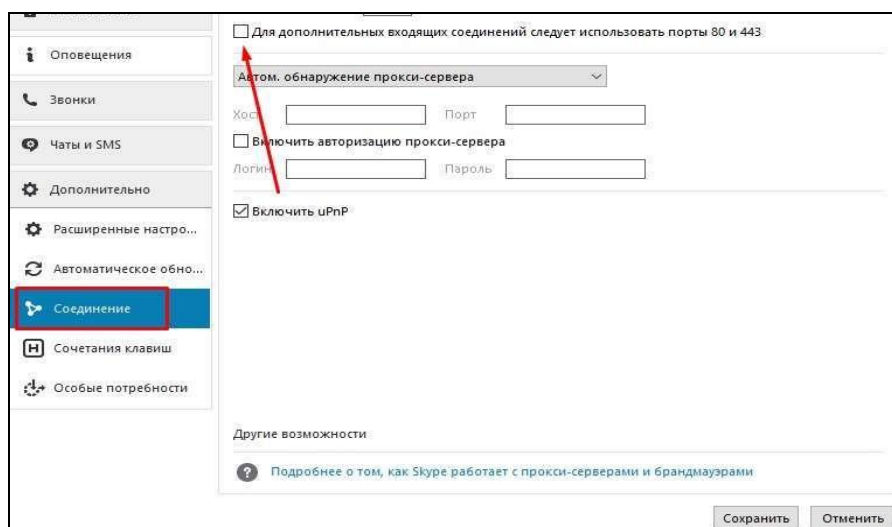 Для дополнительных входящих соединений следует использовать порты 80 и 443
Оповещения
Автом. обнаружение прокси-сервера
Звонки
Хост Порт
Чаты и SMS
Включить авторизацию прокси-сервера
Логин Пароль
Дополнительно
Включить uPnP
Расширенные настро...
Автоматическое обно...
Соединение
Сочетания клавиш
Особые потребности
Другие возможности
Подробнее о том, как Skype работает с прокси-серверами и брандмауэрами
Сохранить Отменить